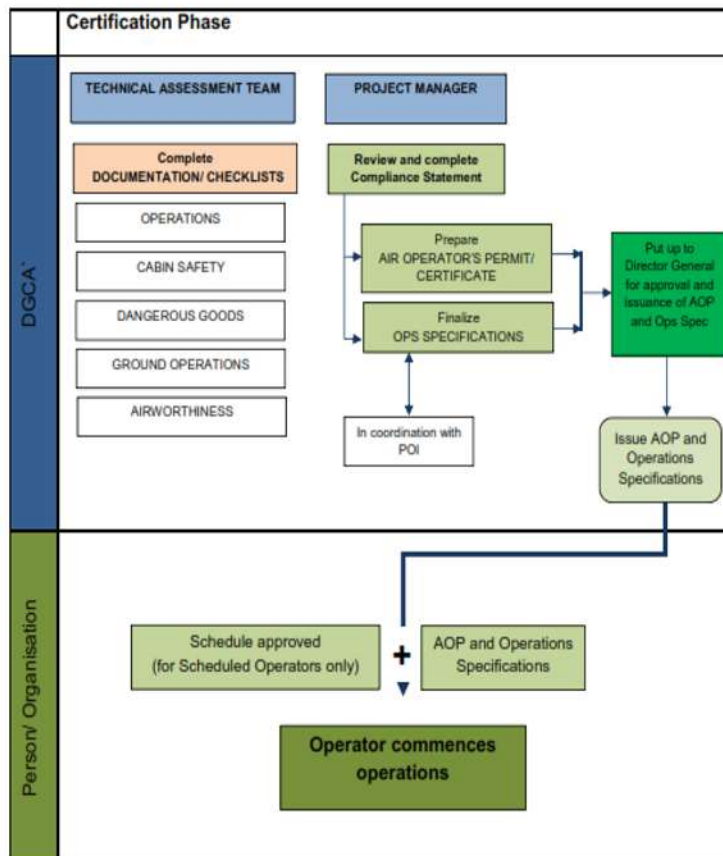 Certification Phase
DGCA`
TECHNICAL ASSESSMENT TEAM
PROJECT MANAGER
Complete
DOCUMENTATION/ CHECKLISTS
OPERATIONS
CABIN SAFETY
DANGEROUS GOODS
GROUND OPERATIONS
AIRWORTHINESS
Review and complete
Compliance Statement
Prepare
AIR OPERATOR'S PERMIT/
CERTIFICATE
Finalize
OPS SPECIFICATIONS
In coordination with
POI
Put up to
Director General
for approval and
issuance of AOP
and Ops Spec
Issue AOP and
Operations
Specifications
Person/ Organisation
Schedule approved
(for Scheduled Operators only)
+
AOP and Operations
Specifications
Operator commences
operations